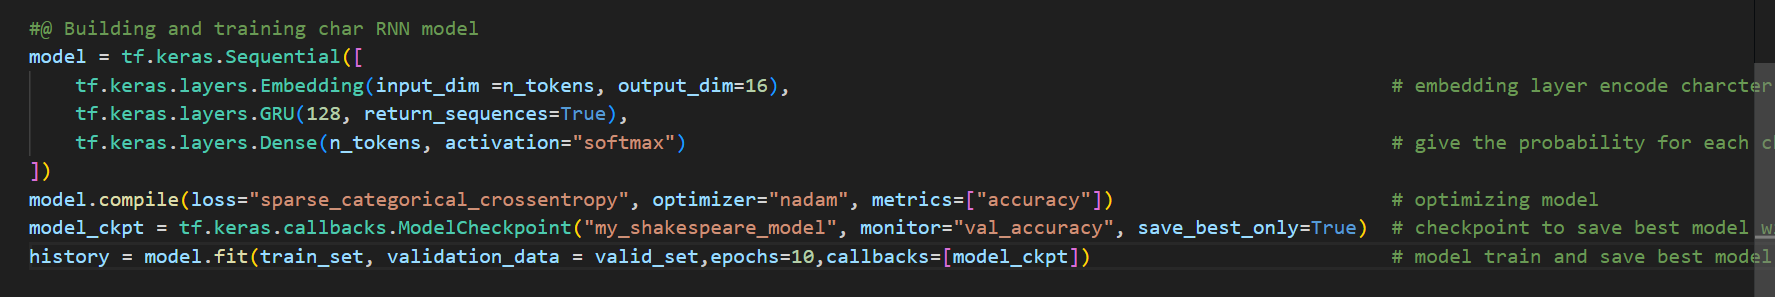 #@ Building and training char RNN model
model = tf.keras.Sequential([
    tf.keras.layers.Embedding(input_dim =n_tokens, output_dim=16), # embedding layer encode charcter
    tf.keras.layers.GRU(128, return_sequences=True),
    tf.keras.layers.Dense(n_tokens, activation="softmax") # give the probability for each
])
model.compile(loss="sparse_categorical_crossentropy", optimizer="nadam", metrics=["accuracy"]) # optimizing model
model_ckpt = tf.keras.callbacks.ModelCheckpoint("my_shakespeare_model", monitor="val_accuracy", save_best_only=True) # checkpoint to save best model
history = model.fit(train_set, validation_data = valid_set,epochs=10,callbacks=[model_ckpt]) # model train and save best model